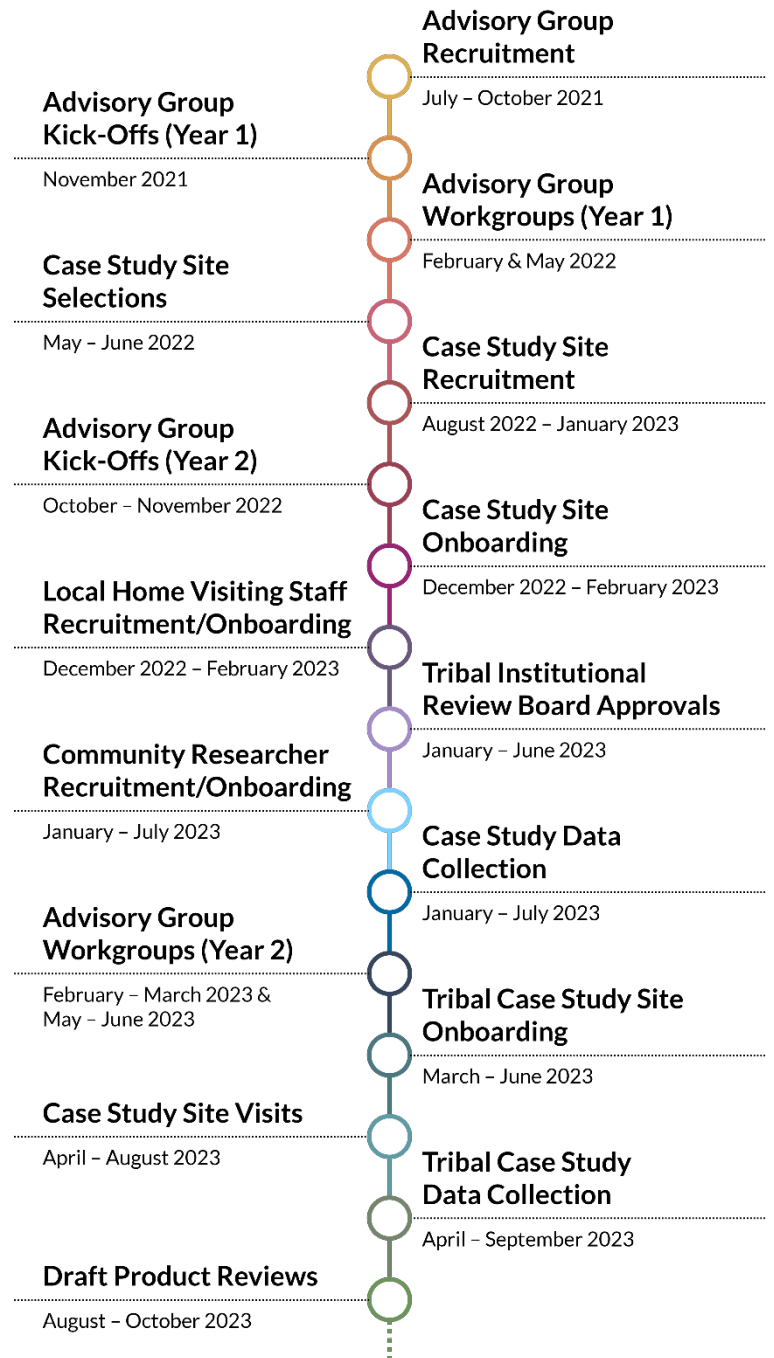 Advisory Group
Recruitment
July – October 2021
Advisory Group
Kick-Offs (Year 1)
November 2021
Advisory Group
Workgroups (Year 1)
February & May 2022
Case Study Site
Selections
May – June 2022
Case Study Site
Recruitment
August 2022 – January 2023
Advisory Group
Kick-Offs (Year 2)
October – November 2022
Case Study Site
Onboarding
December 2022 – February 2023
Local Home Visiting Staff
Recruitment/Onboarding
December 2022 – February 2023
Tribal Institutional
Review Board Approvals
January – June 2023
Community Researcher
Recruitment/Onboarding
January – July 2023
Case Study Data
Collection
January – July 2023
Advisory Group
Workgroups (Year 2)
February – March 2023 &
May – June 2023
Tribal Case Study Site
Onboarding
March – June 2023
Case Study Site Visits
April – August 2023
Tribal Case Study
Data Collection
April – September 2023
Draft Product Reviews
August – October 2023